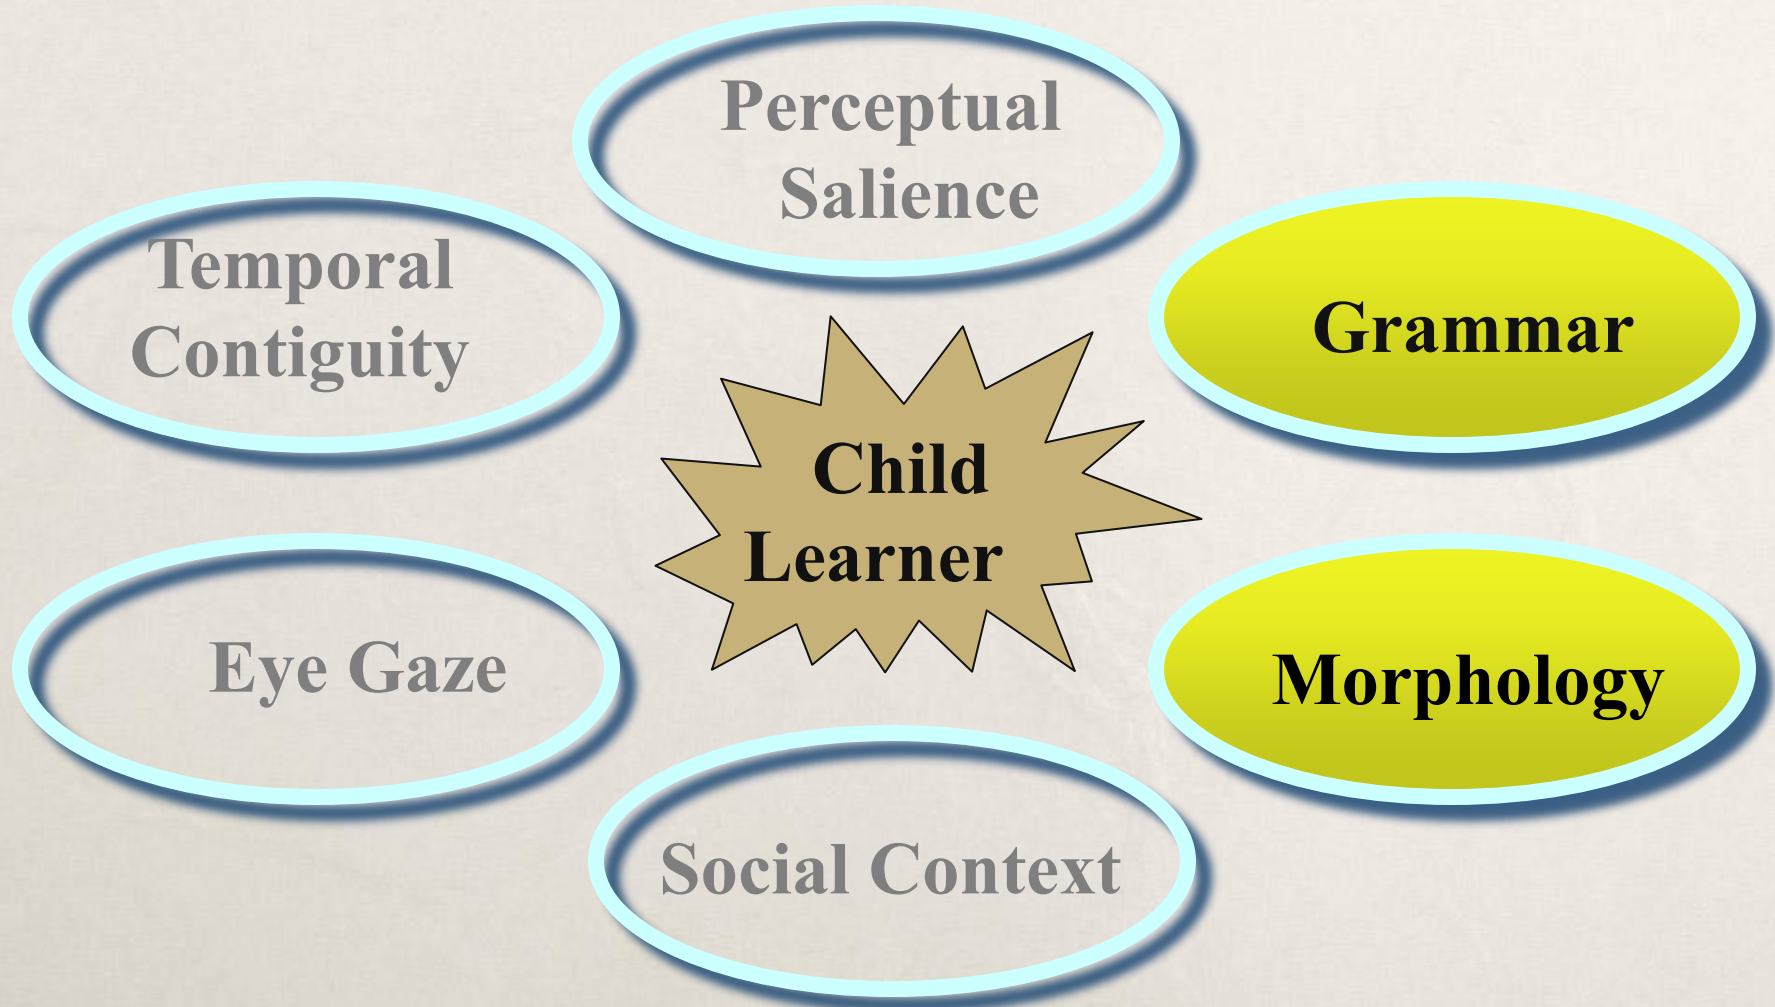 Perceptual
Salience
Temporal
Contiguity
Grammar
Child
Learner
Eye Gaze
Morphology
Social Context